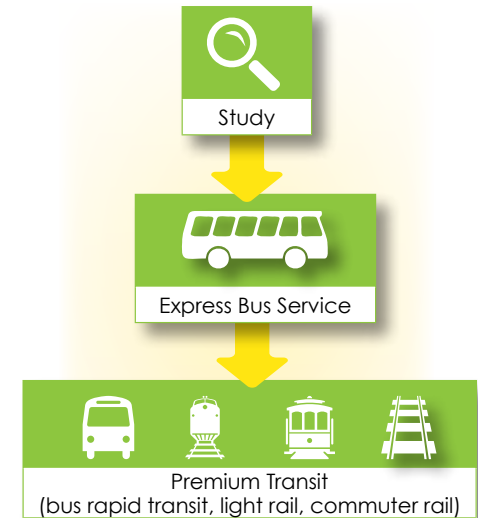 Study
Express Bus Service
Premium Transit
(bus rapid transit, light rail, commuter rail)